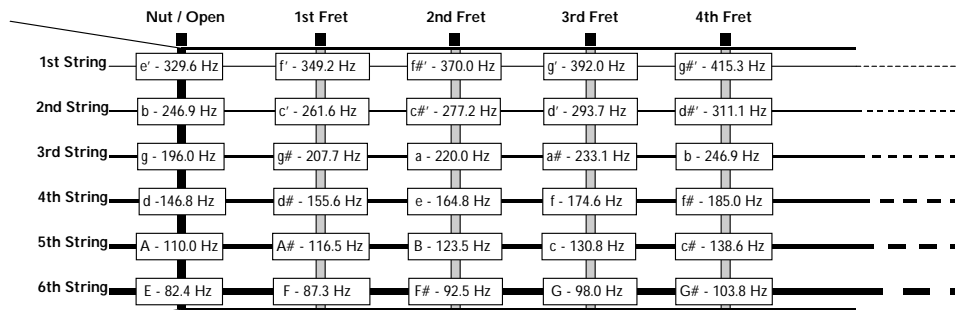 Nut / Open 1st Fret 2nd Fret 3rd Fret 4th Fret
1st String e′ - 329.6 Hz f′ - 349.2 Hz f#′ - 370.0 Hz g′ - 392.0 Hz g#′ - 415.3 Hz
2nd String b - 246.9 Hz c′ - 261.6 Hz c#′ - 277.2 Hz d′ - 293.7 Hz d#′ - 311.1 Hz
3rd String g - 196.0 Hz g# - 207.7 Hz a - 220.0 Hz a# - 233.1 Hz b - 246.9 Hz
4th String d -146.8 Hz d# - 155.6 Hz e - 164.8 Hz f - 174.6 Hz f# - 185.0 Hz
5th String A - 110.0 Hz A# - 116.5 Hz B - 123.5 Hz c - 130.8 Hz c# - 138.6 Hz
6th String E - 82.4 Hz F - 87.3 Hz F# - 92.5 Hz G - 98.0 Hz G# - 103.8 Hz